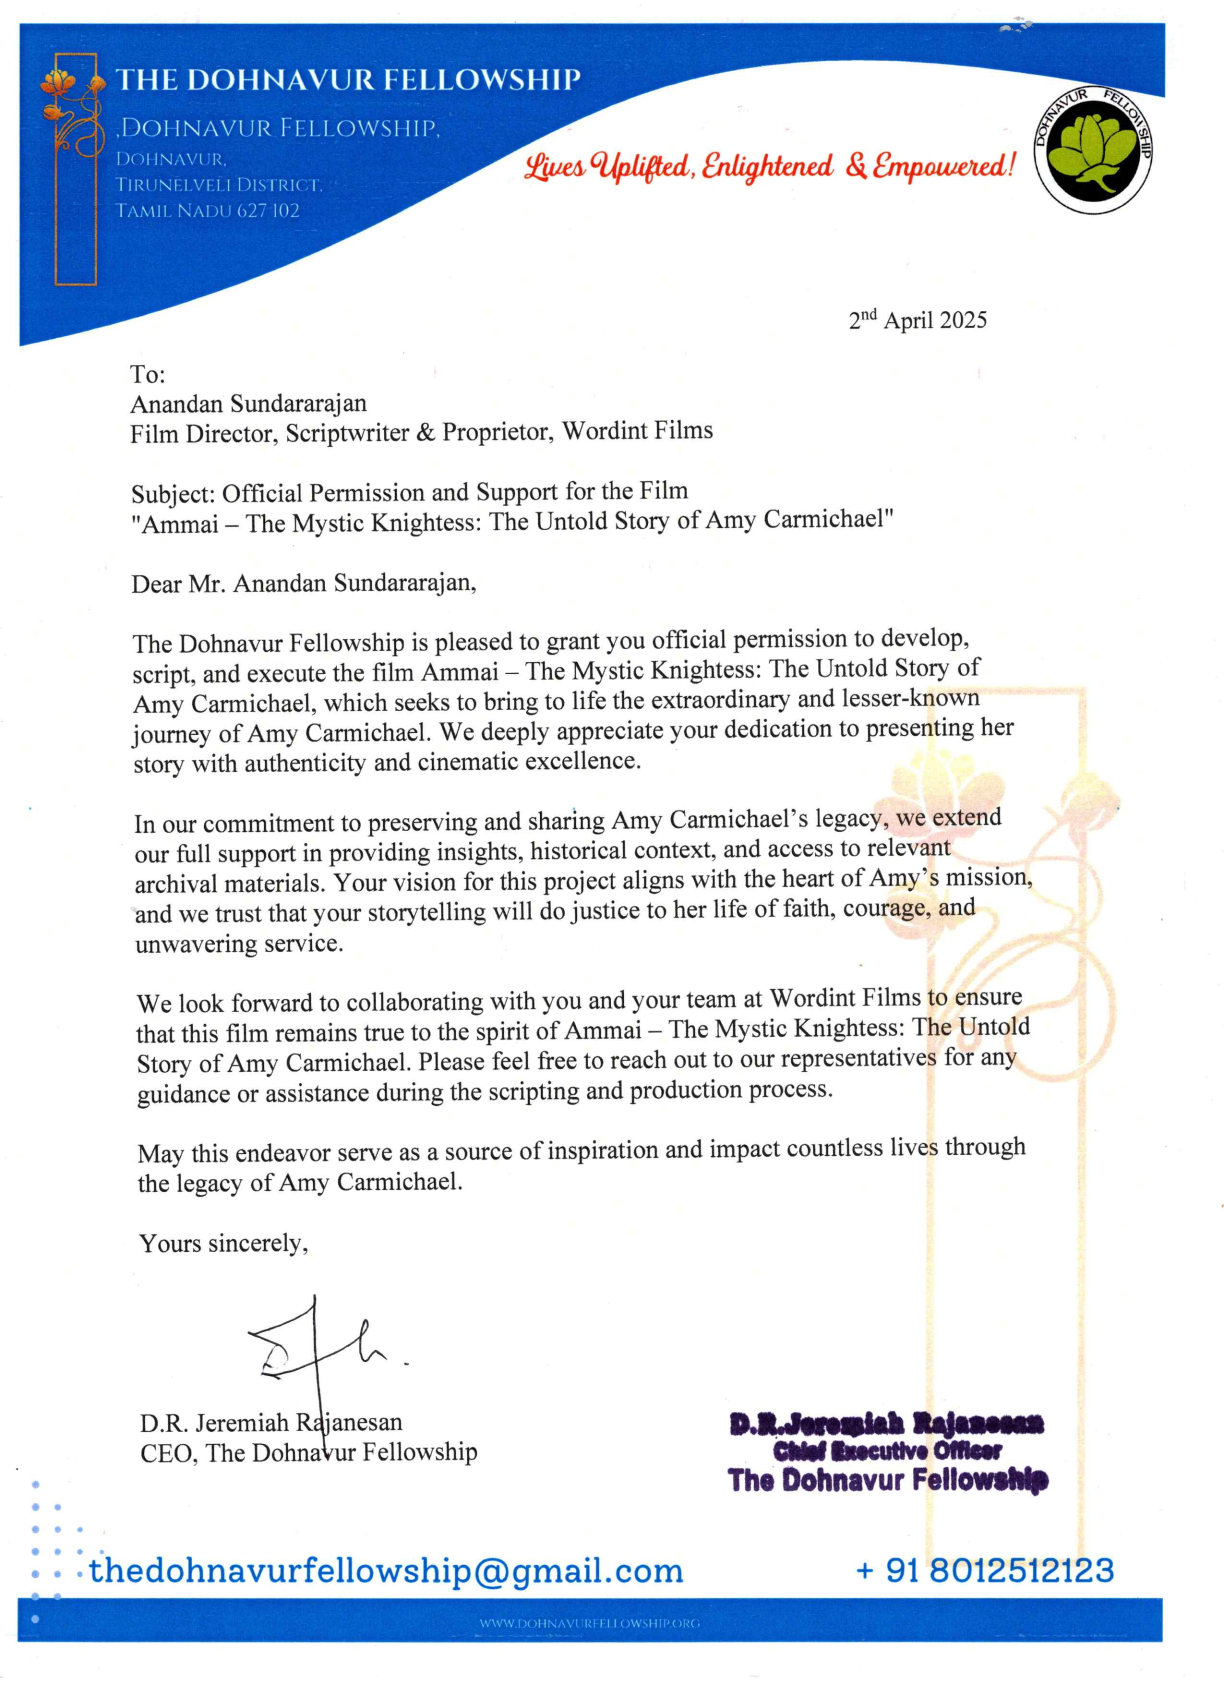 THE DOHNAVUR FELLOWSHIP
,DOHNAVUR FELLOWSHIP,
DOHNAVUR,
TIRUNELVELI DISTRICT,
TAMIL NADU 627 102
Lives Uplifted, Enlightened & Empowered!
DOHNAVUR FELLOWSHIP
2nd April 2025
To:
Anandan Sundararajan
Film Director, Scriptwriter & Proprietor, Wordint Films
Subject: Official Permission and Support for the Film
"Ammai – The Mystic Knightess: The Untold Story of Amy Carmichael"
Dear Mr. Anandan Sundararajan,
The Dohnavur Fellowship is pleased to grant you official permission to develop,
script, and execute the film Ammai – The Mystic Knightess: The Untold Story of
Amy Carmichael, which seeks to bring to life the extraordinary and lesser-known
journey of Amy Carmichael. We deeply appreciate your dedication to presenting her
story with authenticity and cinematic excellence.
In our commitment to preserving and sharing Amy Carmichael’s legacy, we extend
our full support in providing insights, historical context, and access to relevant
archival materials. Your vision for this project aligns with the heart of Amy’s mission,
and we trust that your storytelling will do justice to her life of faith, courage, and
unwavering service.
We look forward to collaborating with you and your team at Wordint Films to ensure
that this film remains true to the spirit of Ammai – The Mystic Knightess: The Untold
Story of Amy Carmichael. Please feel free to reach out to our representatives for any
guidance or assistance during the scripting and production process.
May this endeavor serve as a source of inspiration and impact countless lives through
the legacy of Amy Carmichael.
Yours sincerely,
D.R. Jeremiah Rajanesan
CEO, The Dohnavur Fellowship
D.R.Jeremiah Rajanesan
Chief Executive Officer
The Dohnavur Fellowship
thedohnavurfellowship@gmail.com
+ 91 8012512123
WWW.DOHNAVURFELLOWSHIP.ORG